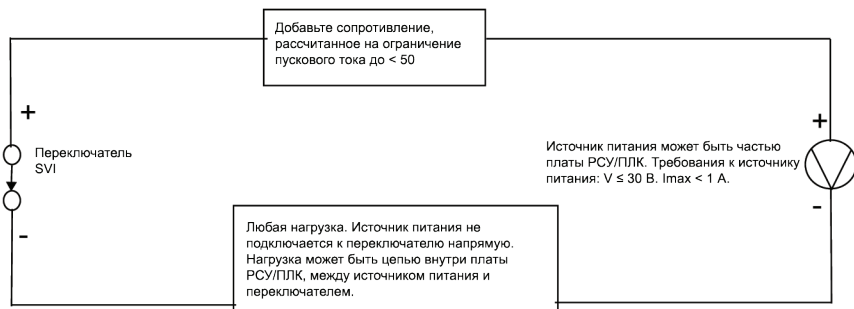 Добавьте сопротивление,
рассчитанное на ограничение
пускового тока до < 50
+
+
Переключатель
SVI
Источник питания может быть частью
платы РСУ/ПЛК. Требования к источнику
питания: V ≤ 30 В. Imax < 1 А.
-
-
Любая нагрузка. Источник питания не
подключается к переключателю напрямую.
Нагрузка может быть цепью внутри платы
РСУ/ПЛК, между источником питания и
переключателем.